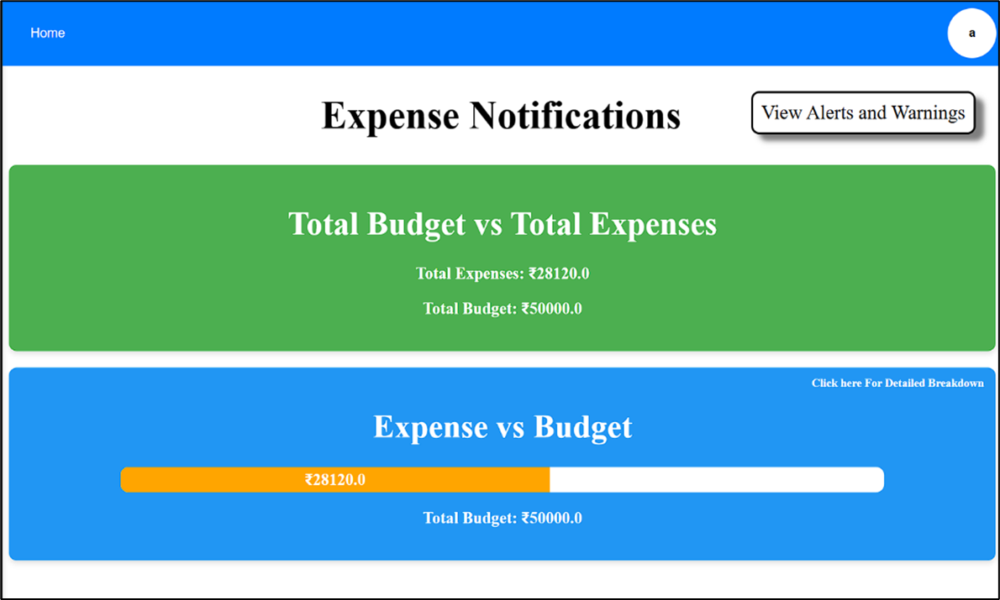 Home
a
Expense Notifications
View Alerts and Warnings
Total Budget vs Total Expenses
Total Expenses: ₹28120.0
Total Budget: ₹50000.0
Click here For Detailed Breakdown
Expense vs Budget
₹28120.0
Total Budget: ₹50000.0